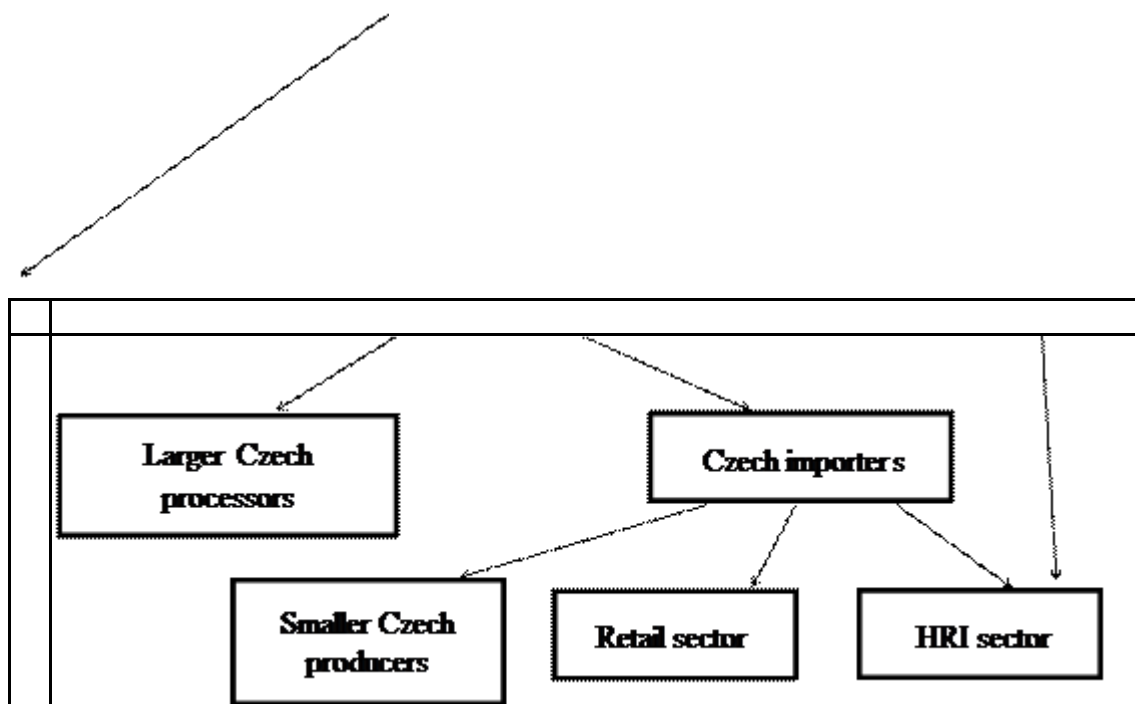 Larger Czech
processors
Czech importers
Smaller Czech
producers
Retail sector
HRI sector